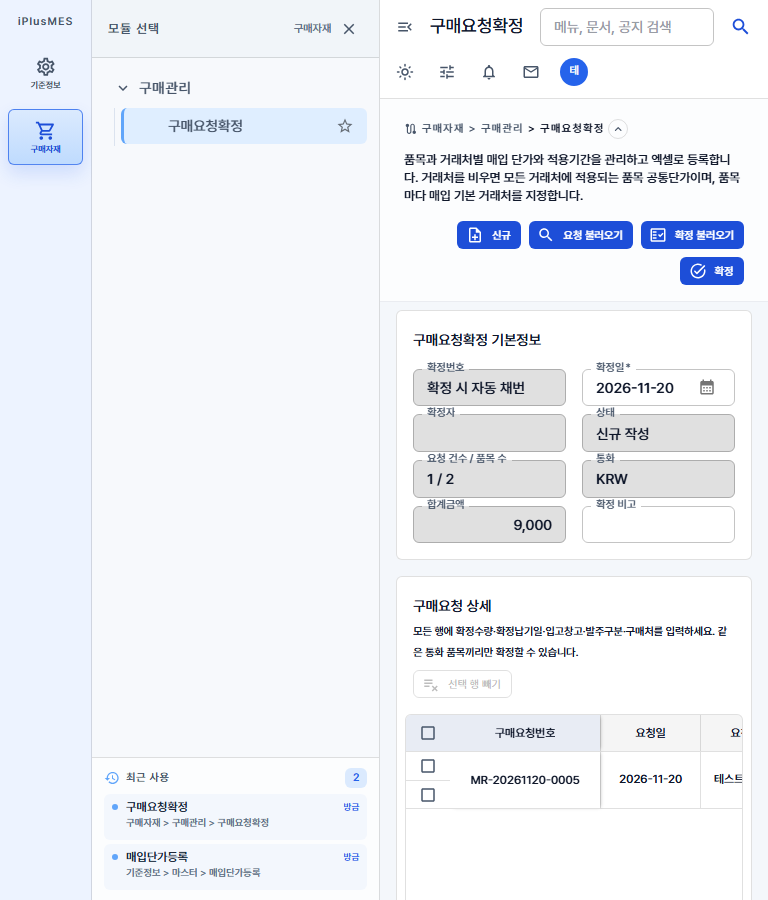 iPlusMES
기준정보
구매자재
모듈 선택
구매자재
구매관리
구매요청확정
최근 사용
2
구매요청확정
방금
구매자재 > 구매관리 > 구매요청확정
매입단가등록
방금
기준정보 > 마스터 > 매입단가등록
구매요청확정
메뉴, 문서, 공지 검색
테
구매자재 > 구매관리 > 구매요청확정
품목과 거래처별 매입 단가와 적용기간을 관리하고 엑셀로 등록합니
다. 거래처를 비우면 모든 거래처에 적용되는 품목 공통단가이며, 품목
마다 매입 기본 거래처를 지정합니다.
신규
요청 불러오기
확정 불러오기
확정
구매요청확정 기본정보
확정번호
확정 시 자동 채번
확정일 *
2026-11-20
확정자
상태
신규 작성
요청 건수 / 품목 수
1 / 2
통화
KRW
합계금액
9,000
확정 비고
구매요청 상세
모든 행에 확정수량·확정납기일·입고창고·발주구분·구매처를 입력하세요. 같
은 통화 품목끼리만 확정할 수 있습니다.
선택 행 빼기
구매요청번호
요청일
MR-20261120-0005
2026-11-20
테스트